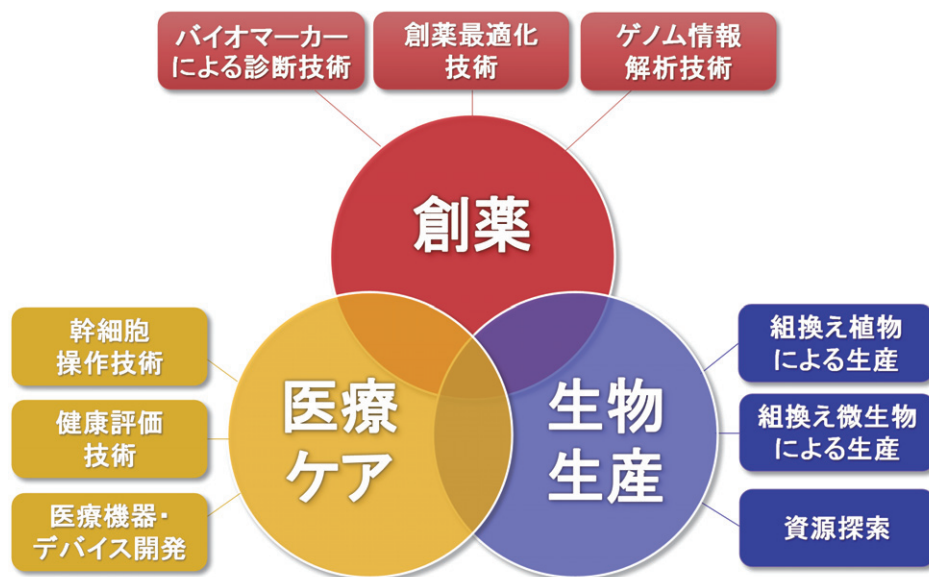 バイオマーカー
による診断技術
創薬最適化
技術
ゲノム情報
解析技術
創薬
幹細胞
操作技術
健康評価
技術
医療機器・
デバイス開発
医療
ケア
生物
生産
組換え植物
による生産
組換え微生物
による生産
資源探索